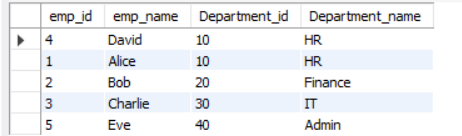 emp_id emp_name Department_id Department_name
4 David 10 HR
1 Alice 10 HR
2 Bob 20 Finance
3 Charlie 30 IT
5 Eve 40 Admin